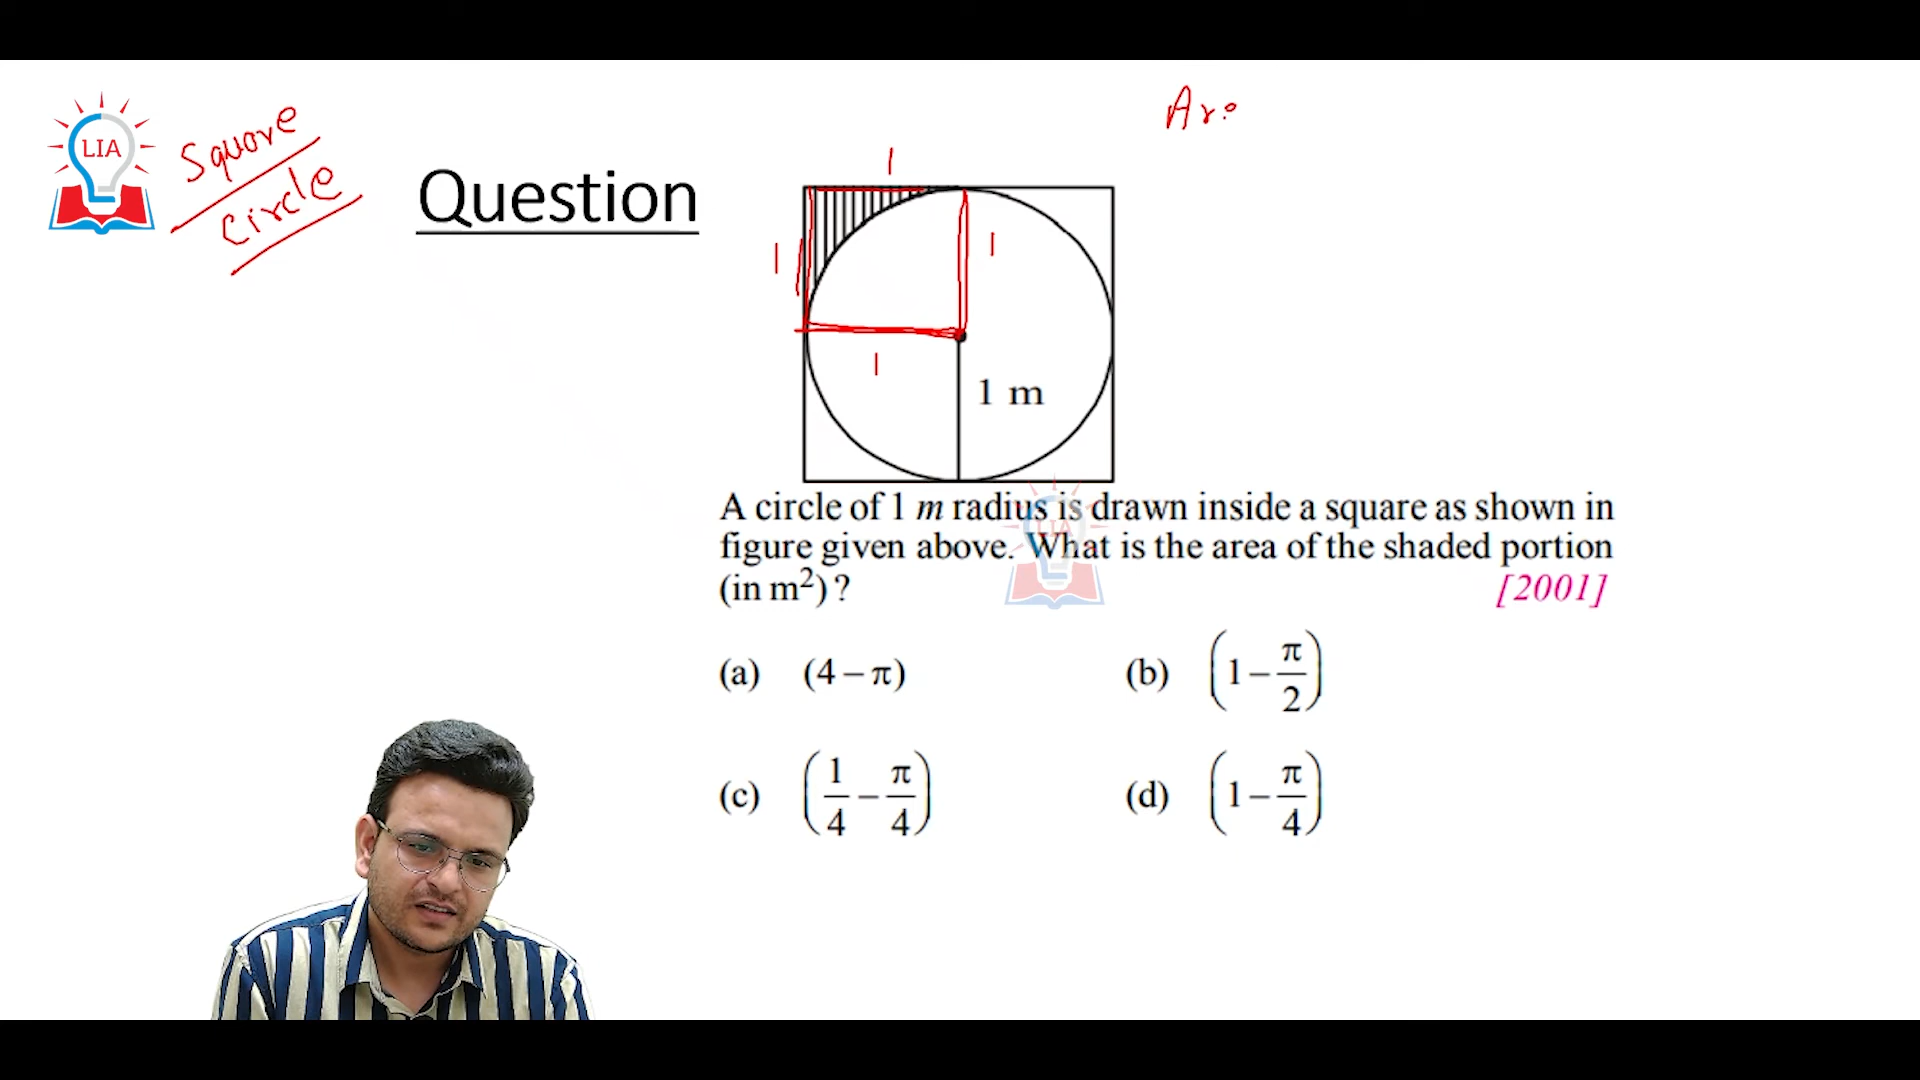 LIA
Square
Circle
Question
Are
1
1
1
1
1 m
A circle of 1 m radius is drawn inside a square as shown in
figure given above. What is the area of the shaded portion
(in m²) ?
[2001]
(a) (4 – π)
(b) (1 – π/2)
(c) (1/4 – π/4)
(d) (1 – π/4)
LIA